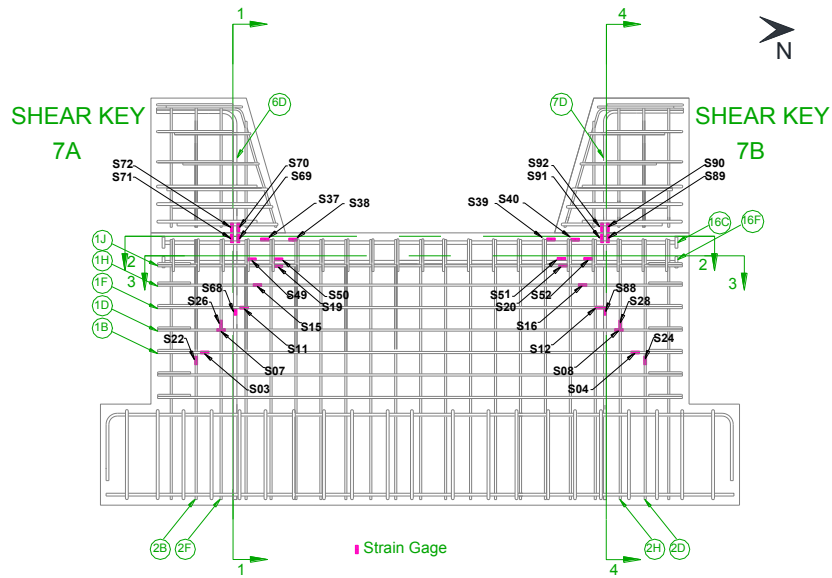 1
4
N
SHEAR KEY
7A
6D
7D
SHEAR KEY
7B
S72
S70
S71
S69
S37
S38
S39
S40
S92
S90
S91
S89
1J
16C
16F
2
2
1H
3
3
1F
S68
S49
S50
S19
S51
S20
S52
S88
S26
S15
S16
S28
1D
S11
S12
1B
S22
S07
S08
S24
S03
S04
2B
2F
Strain Gage
2H
2D
1
4